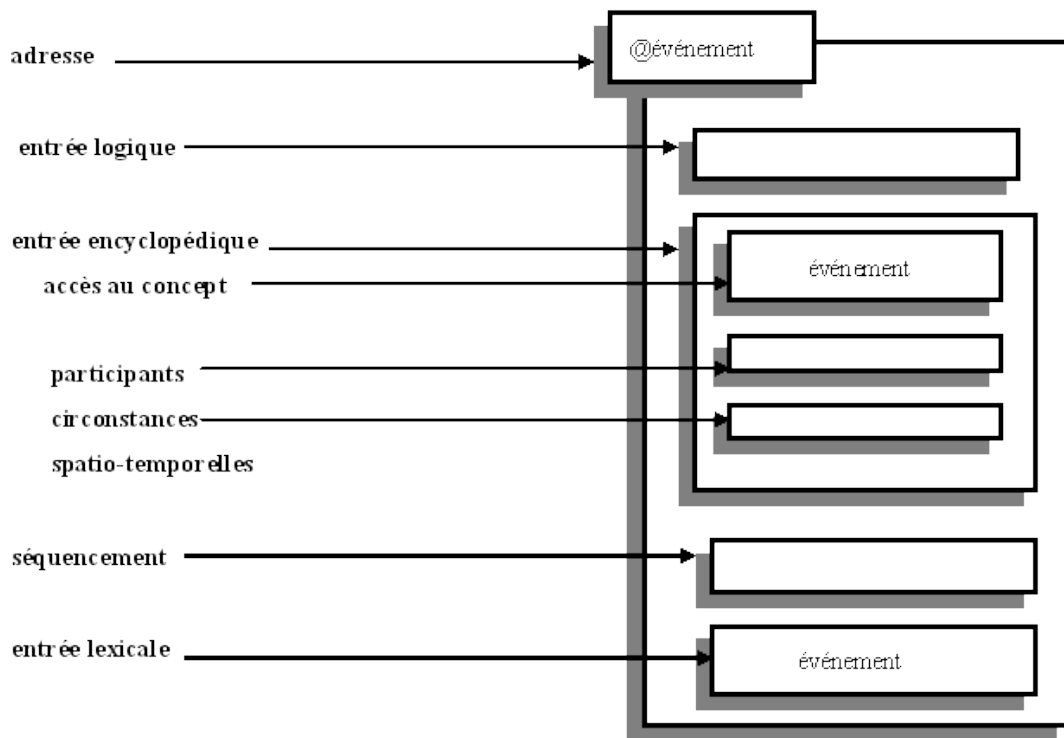 adresse
@événement
entrée logique
entrée encyclopédique
accès au concept
événement
participants
circonstances
spatio-temporelles
séquencement
entrée lexicale
événement